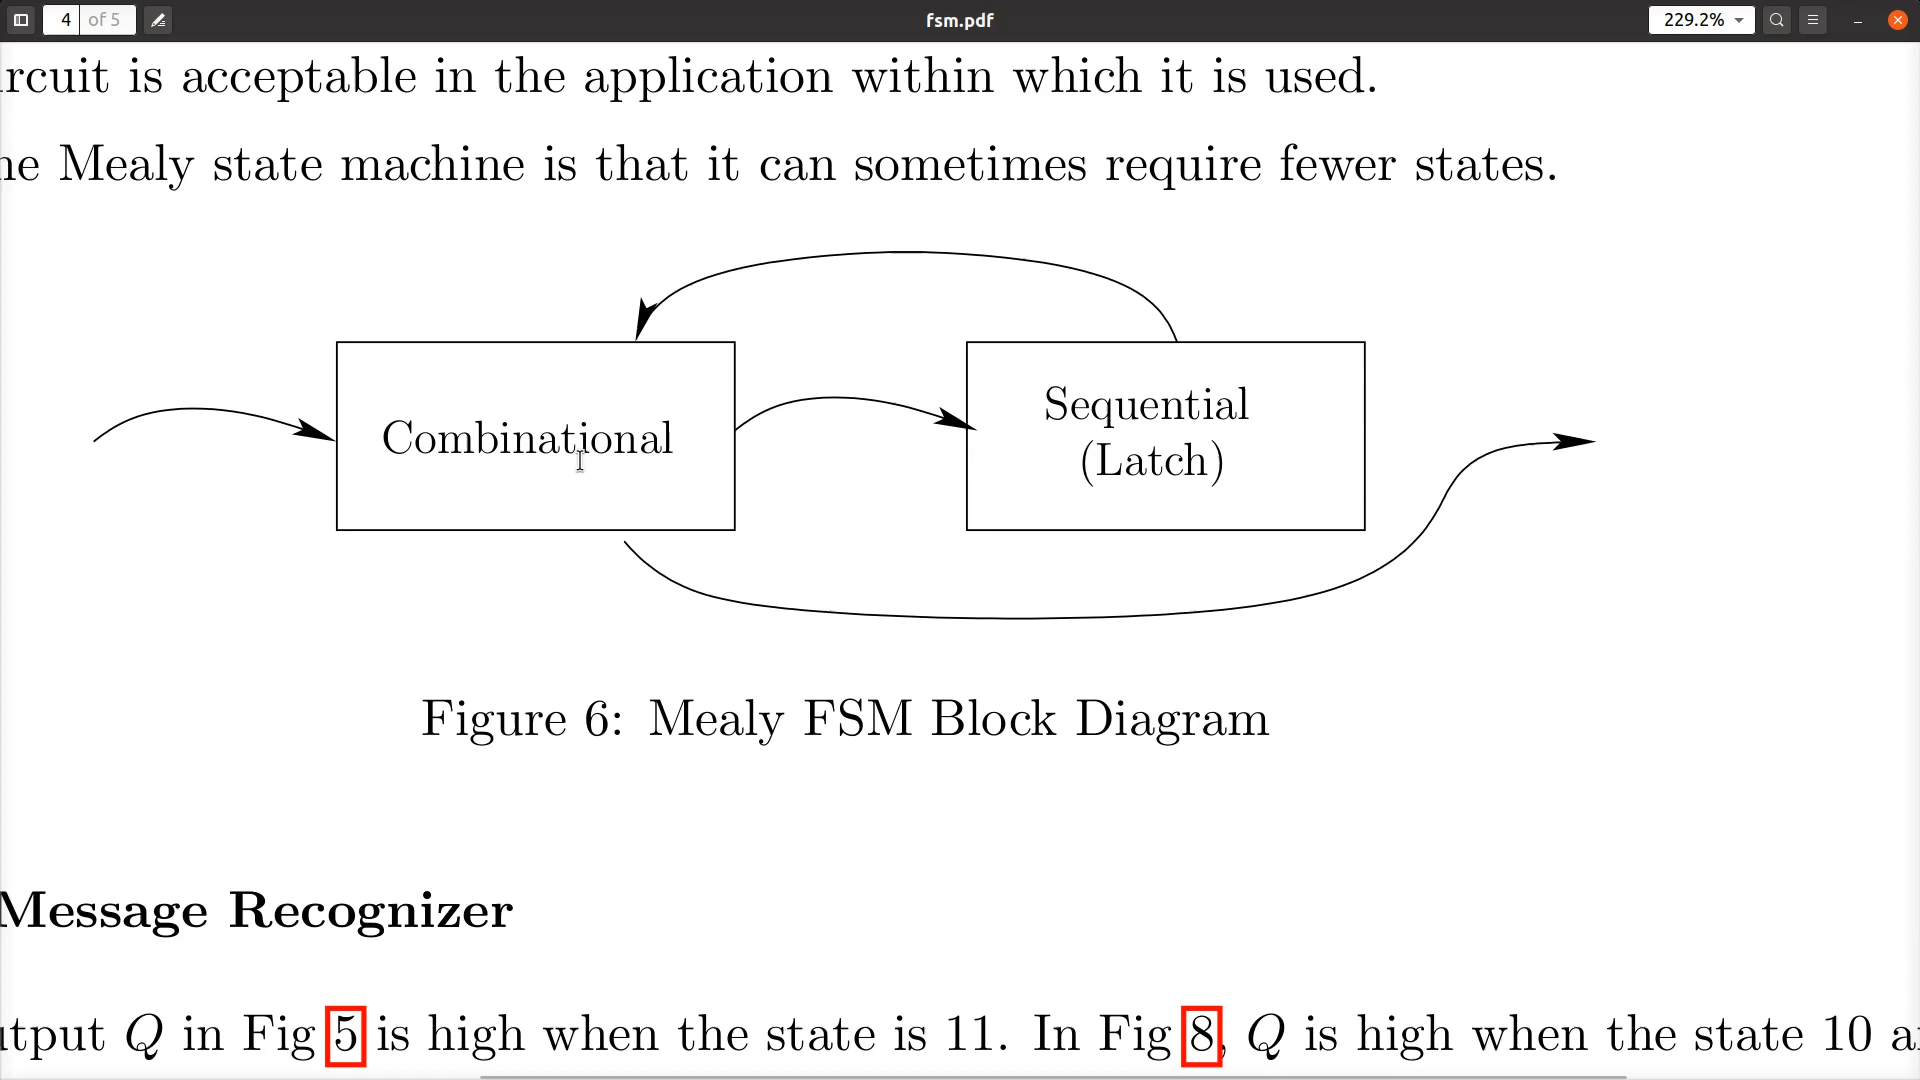 4 of 5
fsm.pdf
229.2%
rcuit is acceptable in the application within which it is used.
ne Mealy state machine is that it can sometimes require fewer states.
Combinational
Sequential
(Latch)
Figure 6: Mealy FSM Block Diagram
Message Recognizer
utput Q in Fig 5 is high when the state is 11. In Fig 8, Q is high when the state 10 a